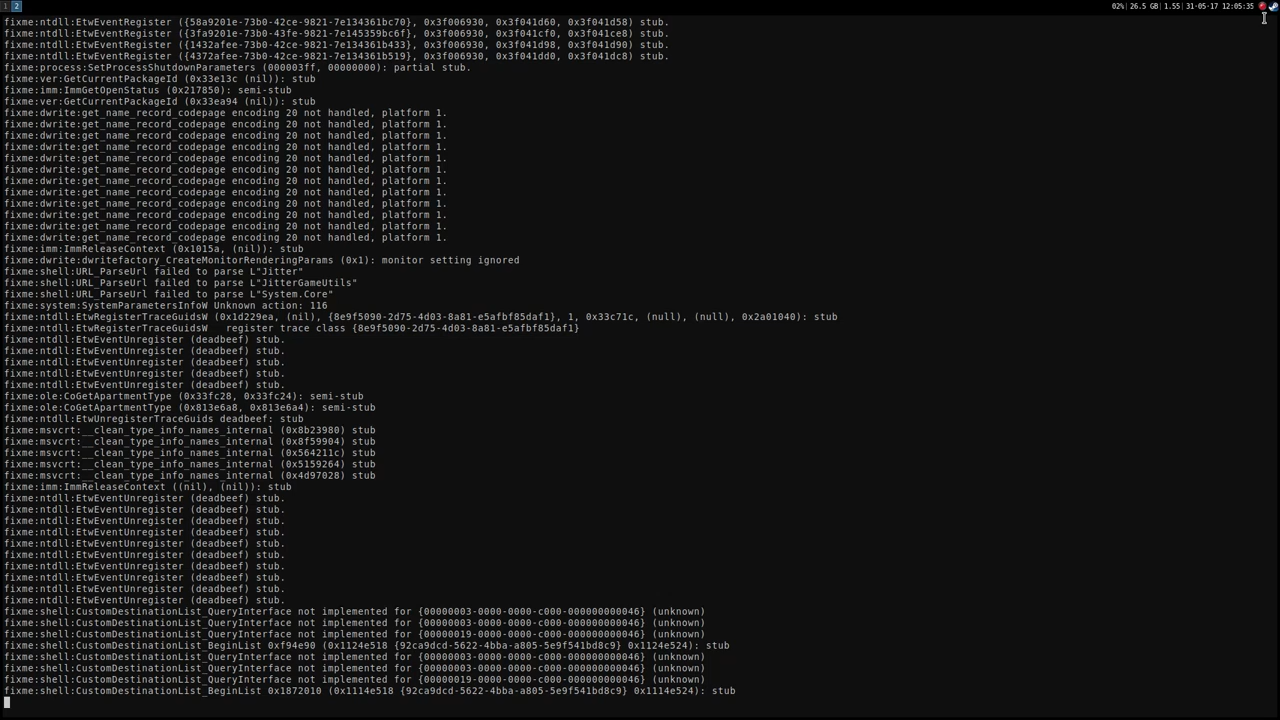 1 2 02% | 26.5 GB | 1.55 | 31-05-17 12:05:35
fixme:ntdll:EtwEventRegister ({58a9201e-73b0-42ce-9821-7e134361bc70}, 0x3f006930, 0x3f041d60, 0x3f041d58) stub.
fixme:ntdll:EtwEventRegister ({3fa9201e-73b0-43fe-9821-7e145359bc6f}, 0x3f006930, 0x3f041cf0, 0x3f041ce8) stub.
fixme:ntdll:EtwEventRegister ({1432afee-73b0-42ce-9821-7e134361b433}, 0x3f006930, 0x3f041d98, 0x3f041d90) stub.
fixme:ntdll:EtwEventRegister ({4372afee-73b0-42ce-9821-7e134361b519}, 0x3f006930, 0x3f041dd0, 0x3f041dc8) stub.
fixme:process:SetProcessShutdownParameters (000003ff, 00000000): partial stub.
fixme:ver:GetCurrentPackageId (0x33e13c (nil)): stub
fixme:imm:ImmGetOpenStatus (0x217850): semi-stub
fixme:ver:GetCurrentPackageId (0x33ea94 (nil)): stub
fixme:dwrite:get_name_record_codepage encoding 20 not handled, platform 1.
fixme:dwrite:get_name_record_codepage encoding 20 not handled, platform 1.
fixme:dwrite:get_name_record_codepage encoding 20 not handled, platform 1.
fixme:dwrite:get_name_record_codepage encoding 20 not handled, platform 1.
fixme:dwrite:get_name_record_codepage encoding 20 not handled, platform 1.
fixme:dwrite:get_name_record_codepage encoding 20 not handled, platform 1.
fixme:dwrite:get_name_record_codepage encoding 20 not handled, platform 1.
fixme:dwrite:get_name_record_codepage encoding 20 not handled, platform 1.
fixme:dwrite:get_name_record_codepage encoding 20 not handled, platform 1.
fixme:dwrite:get_name_record_codepage encoding 20 not handled, platform 1.
fixme:dwrite:get_name_record_codepage encoding 20 not handled, platform 1.
fixme:dwrite:get_name_record_codepage encoding 20 not handled, platform 1.
fixme:imm:ImmReleaseContext (0x1015a, (nil)): stub
fixme:dwrite:dwritefactory_CreateMonitorRenderingParams (0x1): monitor setting ignored
fixme:shell:URL_ParseUrl failed to parse L"Jitter"
fixme:shell:URL_ParseUrl failed to parse L"JitterGameUtils"
fixme:shell:URL_ParseUrl failed to parse L"System.Core"
fixme:system:SystemParametersInfoW Unknown action: 116
fixme:ntdll:EtwRegisterTraceGuidsW (0x1d229ea, (nil), {8e9f5090-2d75-4d03-8a81-e5afbf85daf1}, 1, 0x33c71c, (null), (null), 0x2a01040): stub
fixme:ntdll:EtwRegisterTraceGuidsW   register trace class {8e9f5090-2d75-4d03-8a81-e5afbf85daf1}
fixme:ntdll:EtwEventUnregister (deadbeef) stub.
fixme:ntdll:EtwEventUnregister (deadbeef) stub.
fixme:ntdll:EtwEventUnregister (deadbeef) stub.
fixme:ntdll:EtwEventUnregister (deadbeef) stub.
fixme:ntdll:EtwEventUnregister (deadbeef) stub.
fixme:ole:CoGetApartmentType (0x33fc28, 0x33fc24): semi-stub
fixme:ole:CoGetApartmentType (0x813e6a8, 0x813e6a4): semi-stub
fixme:ntdll:EtwUnregisterTraceGuids deadbeef: stub
fixme:msvcrt:__clean_type_info_names_internal (0x8b23980) stub
fixme:msvcrt:__clean_type_info_names_internal (0x8f59904) stub
fixme:msvcrt:__clean_type_info_names_internal (0x564211c) stub
fixme:msvcrt:__clean_type_info_names_internal (0x5159264) stub
fixme:msvcrt:__clean_type_info_names_internal (0x4d97028) stub
fixme:imm:ImmReleaseContext ((nil), (nil)): stub
fixme:ntdll:EtwEventUnregister (deadbeef) stub.
fixme:ntdll:EtwEventUnregister (deadbeef) stub.
fixme:ntdll:EtwEventUnregister (deadbeef) stub.
fixme:ntdll:EtwEventUnregister (deadbeef) stub.
fixme:ntdll:EtwEventUnregister (deadbeef) stub.
fixme:ntdll:EtwEventUnregister (deadbeef) stub.
fixme:ntdll:EtwEventUnregister (deadbeef) stub.
fixme:ntdll:EtwEventUnregister (deadbeef) stub.
fixme:ntdll:EtwEventUnregister (deadbeef) stub.
fixme:ntdll:EtwEventUnregister (deadbeef) stub.
fixme:shell:CustomDestinationList_QueryInterface not implemented for {00000003-0000-0000-c000-000000000046} (unknown)
fixme:shell:CustomDestinationList_QueryInterface not implemented for {00000003-0000-0000-c000-000000000046} (unknown)
fixme:shell:CustomDestinationList_QueryInterface not implemented for {00000019-0000-0000-c000-000000000046} (unknown)
fixme:shell:CustomDestinationList_BeginList 0xf94e90 (0x1124e518 {92ca9dcd-5622-4bba-a805-5e9f541bd8c9} 0x1124e524): stub
fixme:shell:CustomDestinationList_QueryInterface not implemented for {00000003-0000-0000-c000-000000000046} (unknown)
fixme:shell:CustomDestinationList_QueryInterface not implemented for {00000003-0000-0000-c000-000000000046} (unknown)
fixme:shell:CustomDestinationList_QueryInterface not implemented for {00000019-0000-0000-c000-000000000046} (unknown)
fixme:shell:CustomDestinationList_BeginList 0x1872010 (0x1114e518 {92ca9dcd-5622-4bba-a805-5e9f541bd8c9} 0x1114e524): stub